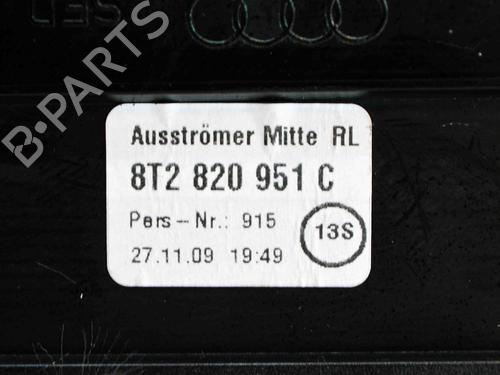 Ausströmer Mitte RL
8T2 820 951 C
Pers-Nr.: 915
13S
27.11.09 19:49
B-PARTS